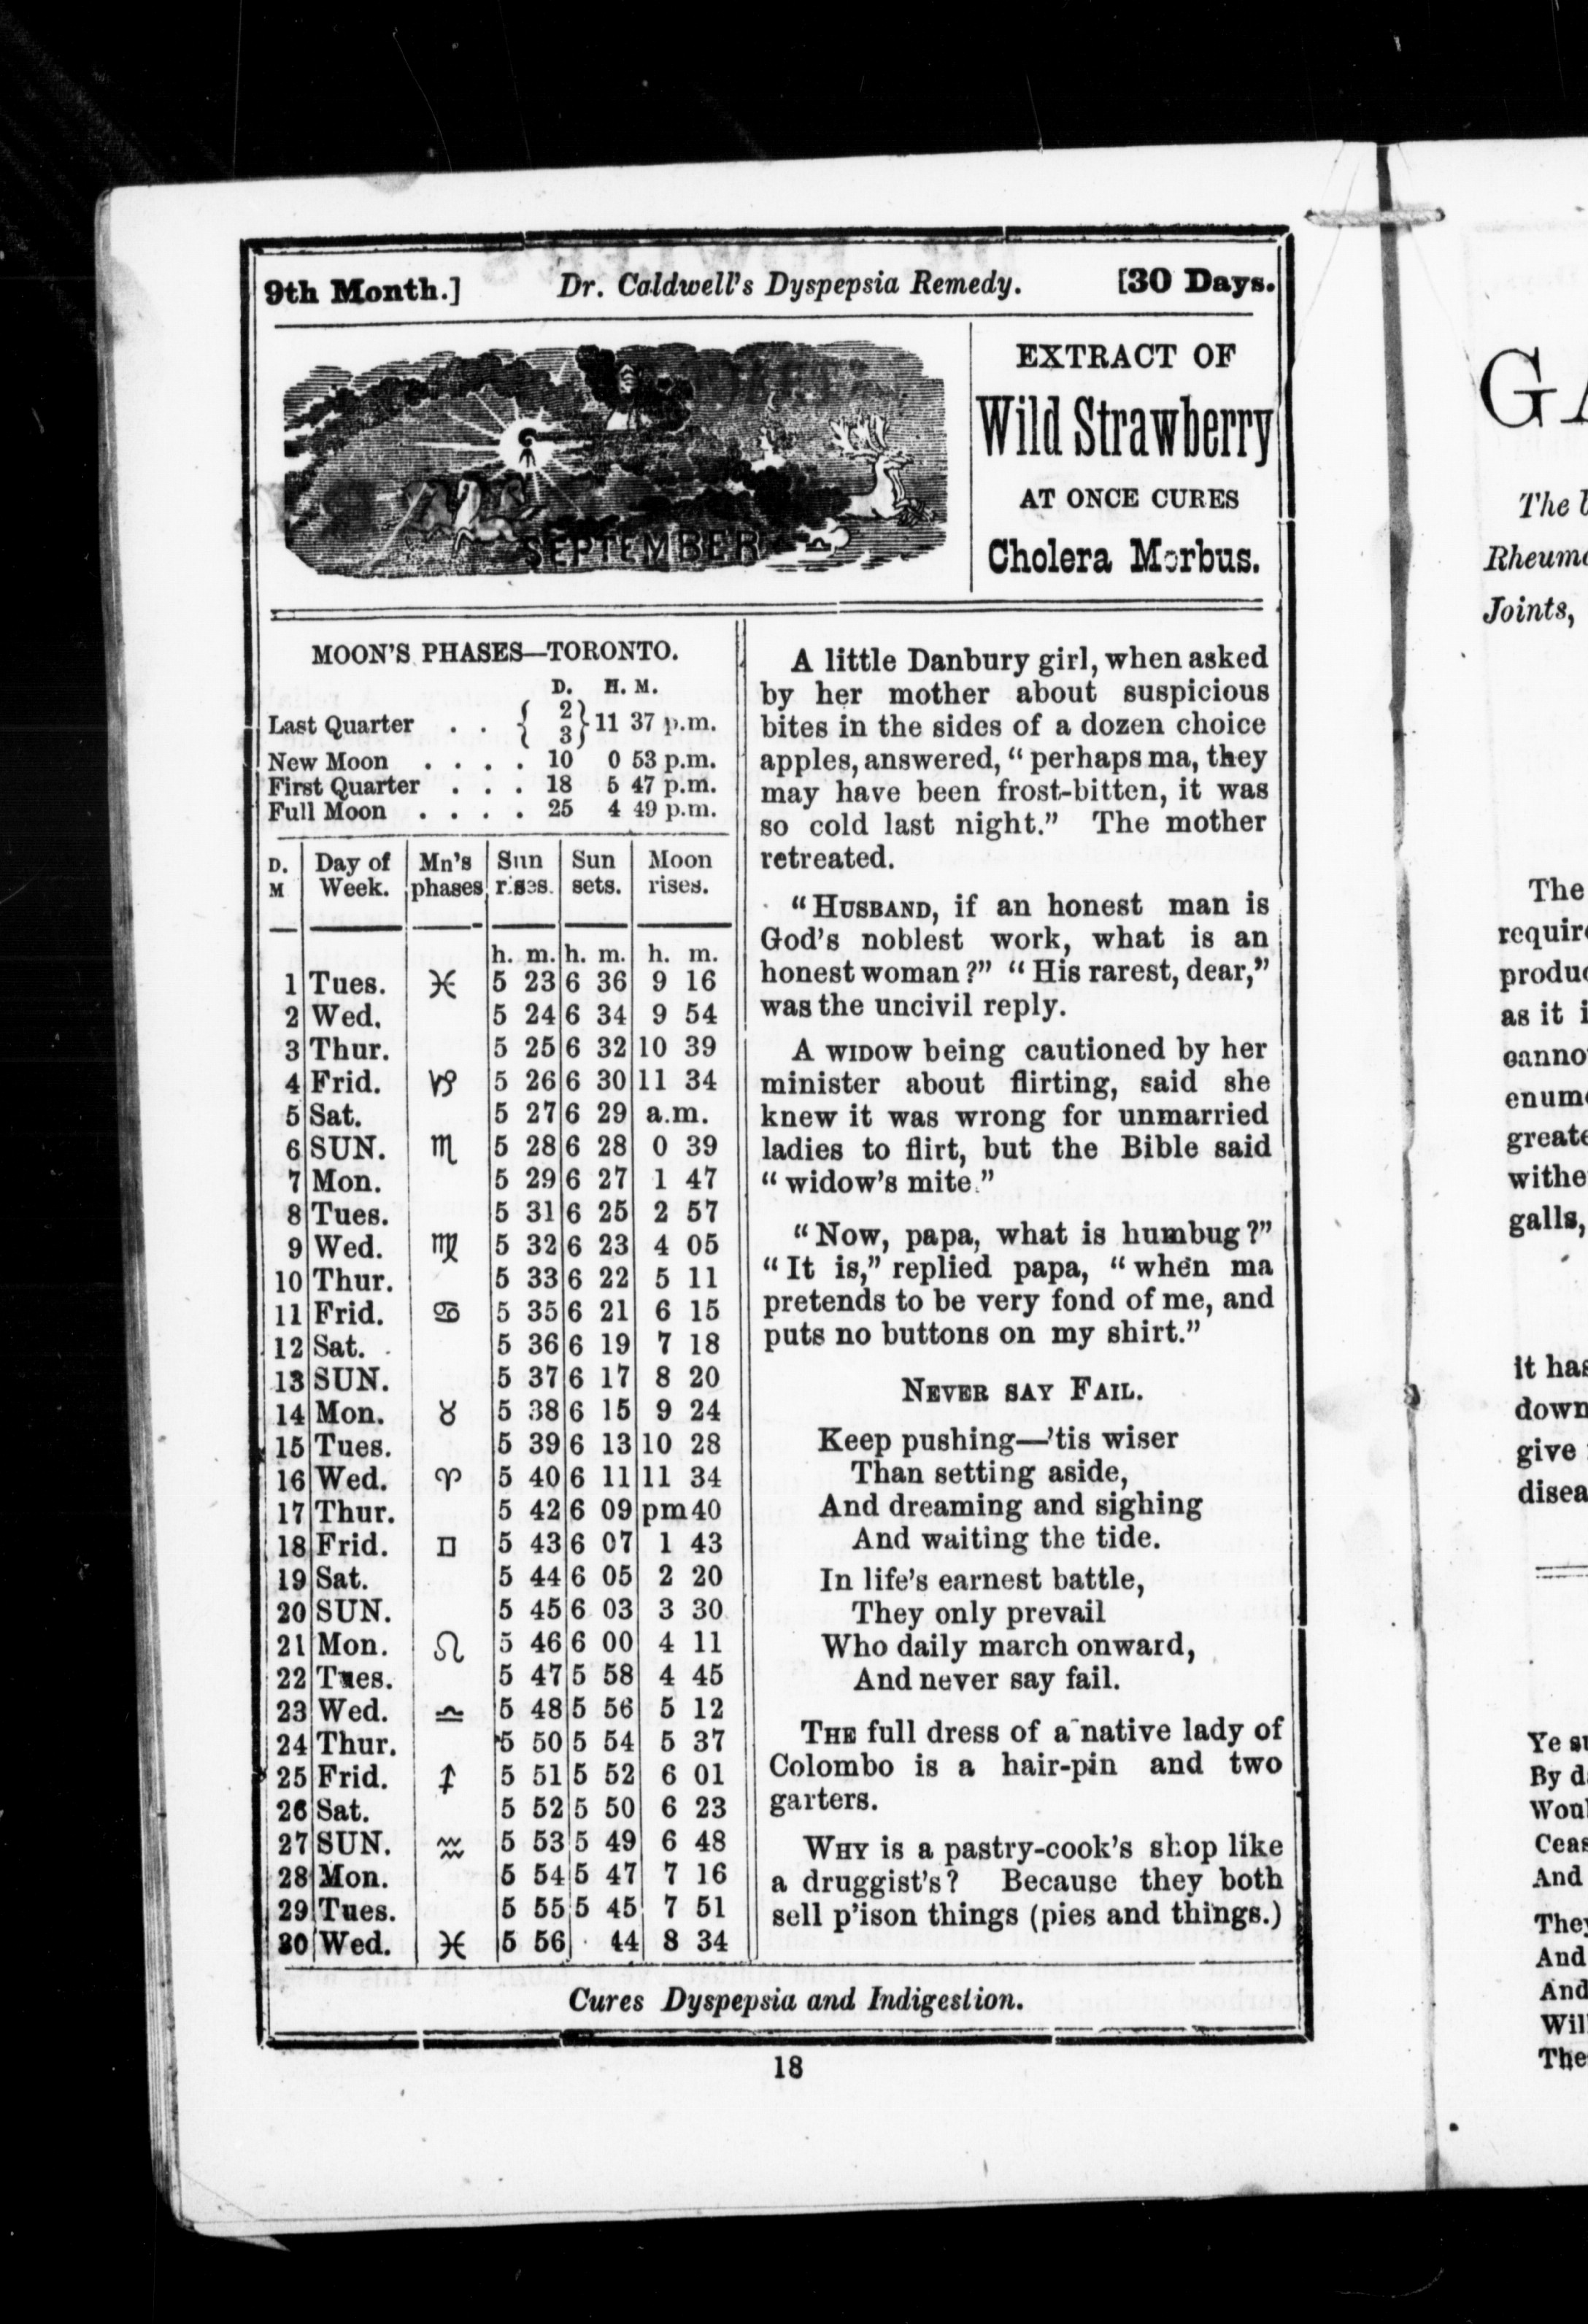 9th Month.] Dr. Caldwell's Dyspepsia Remedy. [30 Days.
SEPTEMBER ♎
EXTRACT OF
Wild Strawberry
AT ONCE CURES
Cholera Morbus.
MOON'S PHASES—TORONTO.
D. H. M.
Last Quarter . . { 2 3 } 11 37 p.m.
New Moon . . . . 10 0 53 p.m.
First Quarter . . . 18 5 47 p.m.
Full Moon . . . . 25 4 49 p.m.
D. M | Day of Week. | Mn's phases | Sun rises. | Sun sets. | Moon rises.
h. m. h. m. h. m.
1 Tues. ♓ 5 23 6 36 9 16
2 Wed. 5 24 6 34 9 54
3 Thur. 5 25 6 32 10 39
4 Frid. ♑ 5 26 6 30 11 34
5 Sat. 5 27 6 29 a.m.
6 SUN. ♏ 5 28 6 28 0 39
7 Mon. 5 29 6 27 1 47
8 Tues. 5 31 6 25 2 57
9 Wed. ♍ 5 32 6 23 4 05
10 Thur. 5 33 6 22 5 11
11 Frid. ♋ 5 35 6 21 6 15
12 Sat. 5 36 6 19 7 18
13 SUN. 5 37 6 17 8 20
14 Mon. ♉ 5 38 6 15 9 24
15 Tues. 5 39 6 13 10 28
16 Wed. ♈ 5 40 6 11 11 34
17 Thur. 5 42 6 09 pm 40
18 Frid. □ 5 43 6 07 1 43
19 Sat. 5 44 6 05 2 20
20 SUN. 5 45 6 03 3 30
21 Mon. ♌ 5 46 6 00 4 11
22 Tues. 5 47 5 58 4 45
23 Wed. ♎ 5 48 5 56 5 12
24 Thur. 5 50 5 54 5 37
25 Frid. ♐ 5 51 5 52 6 01
26 Sat. 5 52 5 50 6 23
27 SUN. ♒ 5 53 5 49 6 48
28 Mon. 5 54 5 47 7 16
29 Tues. 5 55 5 45 7 51
30 Wed. ♓ 5 56 44 8 34
A little Danbury girl, when asked
by her mother about suspicious
bites in the sides of a dozen choice
apples, answered, “ perhaps ma, they
may have been frost-bitten, it was
so cold last night.” The mother
retreated.
“HUSBAND, if an honest man is
God's noblest work, what is an
honest woman ?” “ His rarest, dear,”
was the uncivil reply.
A WIDOW being cautioned by her
minister about flirting, said she
knew it was wrong for unmarried
ladies to flirt, but the Bible said
“ widow's mite.”
“Now, papa, what is humbug ?”
“ It is,” replied papa, “ when ma
pretends to be very fond of me, and
puts no buttons on my shirt.”
NEVER SAY FAIL.
Keep pushing—'tis wiser
Than setting aside,
And dreaming and sighing
And waiting the tide.
In life's earnest battle,
They only prevail
Who daily march onward,
And never say fail.
THE full dress of a native lady of
Colombo is a hair-pin and two
garters.
WHY is a pastry-cook's shop like
a druggist's ? Because they both
sell p'ison things (pies and things.)
Cures Dyspepsia and Indigestion.
18
The
Joints,
The
as it
give
By d
And
They
And
And